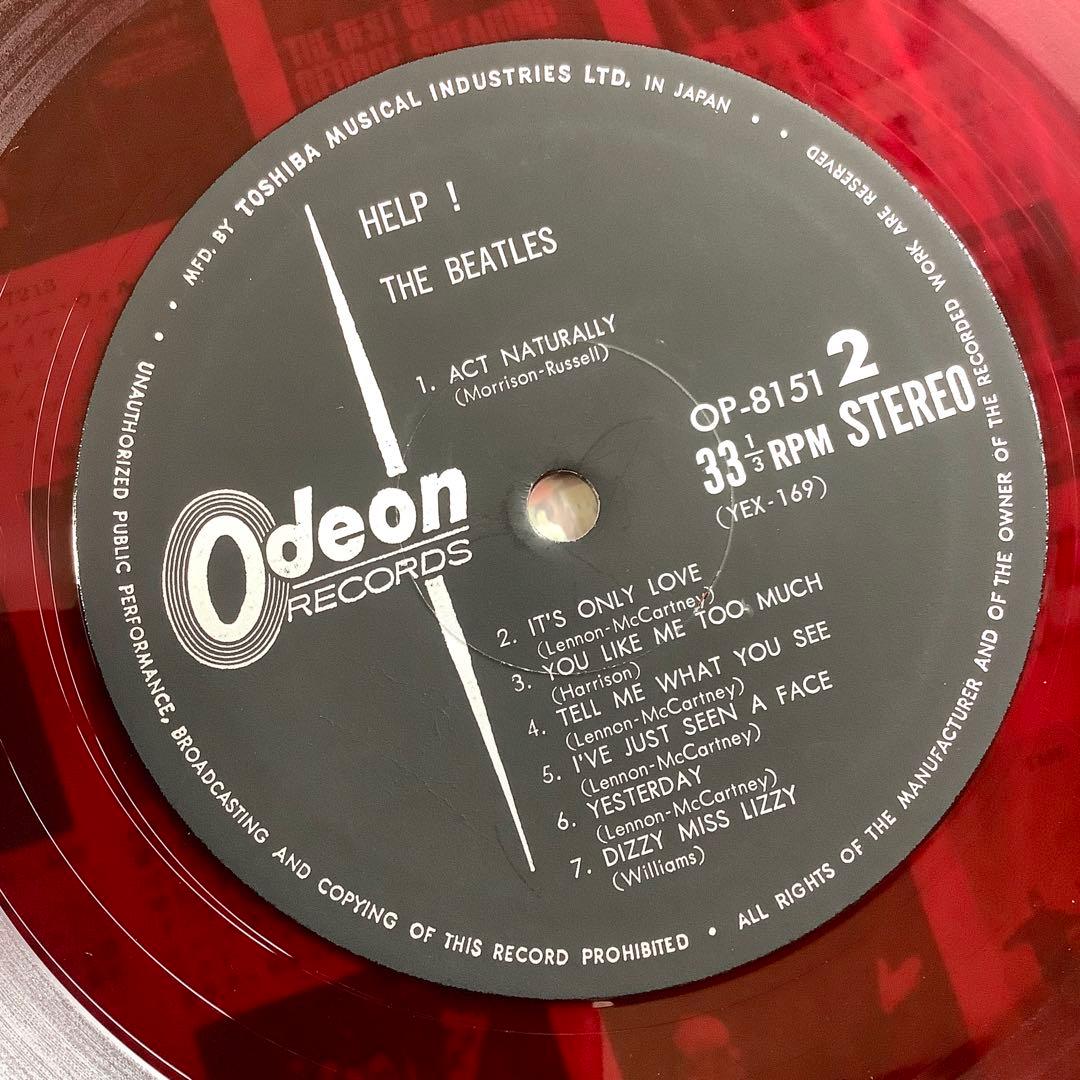 MFD. BY TOSHIBA MUSICAL INDUSTRIES LTD. IN JAPAN
HELP !
THE BEATLES
1. ACT NATURALLY
(Morrison-Russell)
OP-8151 2
33 1/3 RPM STEREO
(YEX-169)
Odeon
RECORDS
2. IT'S ONLY LOVE
(Lennon-McCartney)
3. YOU LIKE ME TOO MUCH
(Harrison)
4. TELL ME WHAT YOU SEE
(Lennon-McCartney)
5. I'VE JUST SEEN A FACE
(Lennon-McCartney)
6. YESTERDAY
(Lennon-McCartney)
7. DIZZY MISS LIZZY
(Williams)
UNAUTHORIZED PUBLIC PERFORMANCE, BROADCASTING AND COPYING OF THIS RECORD PROHIBITED • ALL RIGHTS OF THE MANUFACTURER AND OF THE OWNER OF THE RECORDED WORK ARE RESERVED